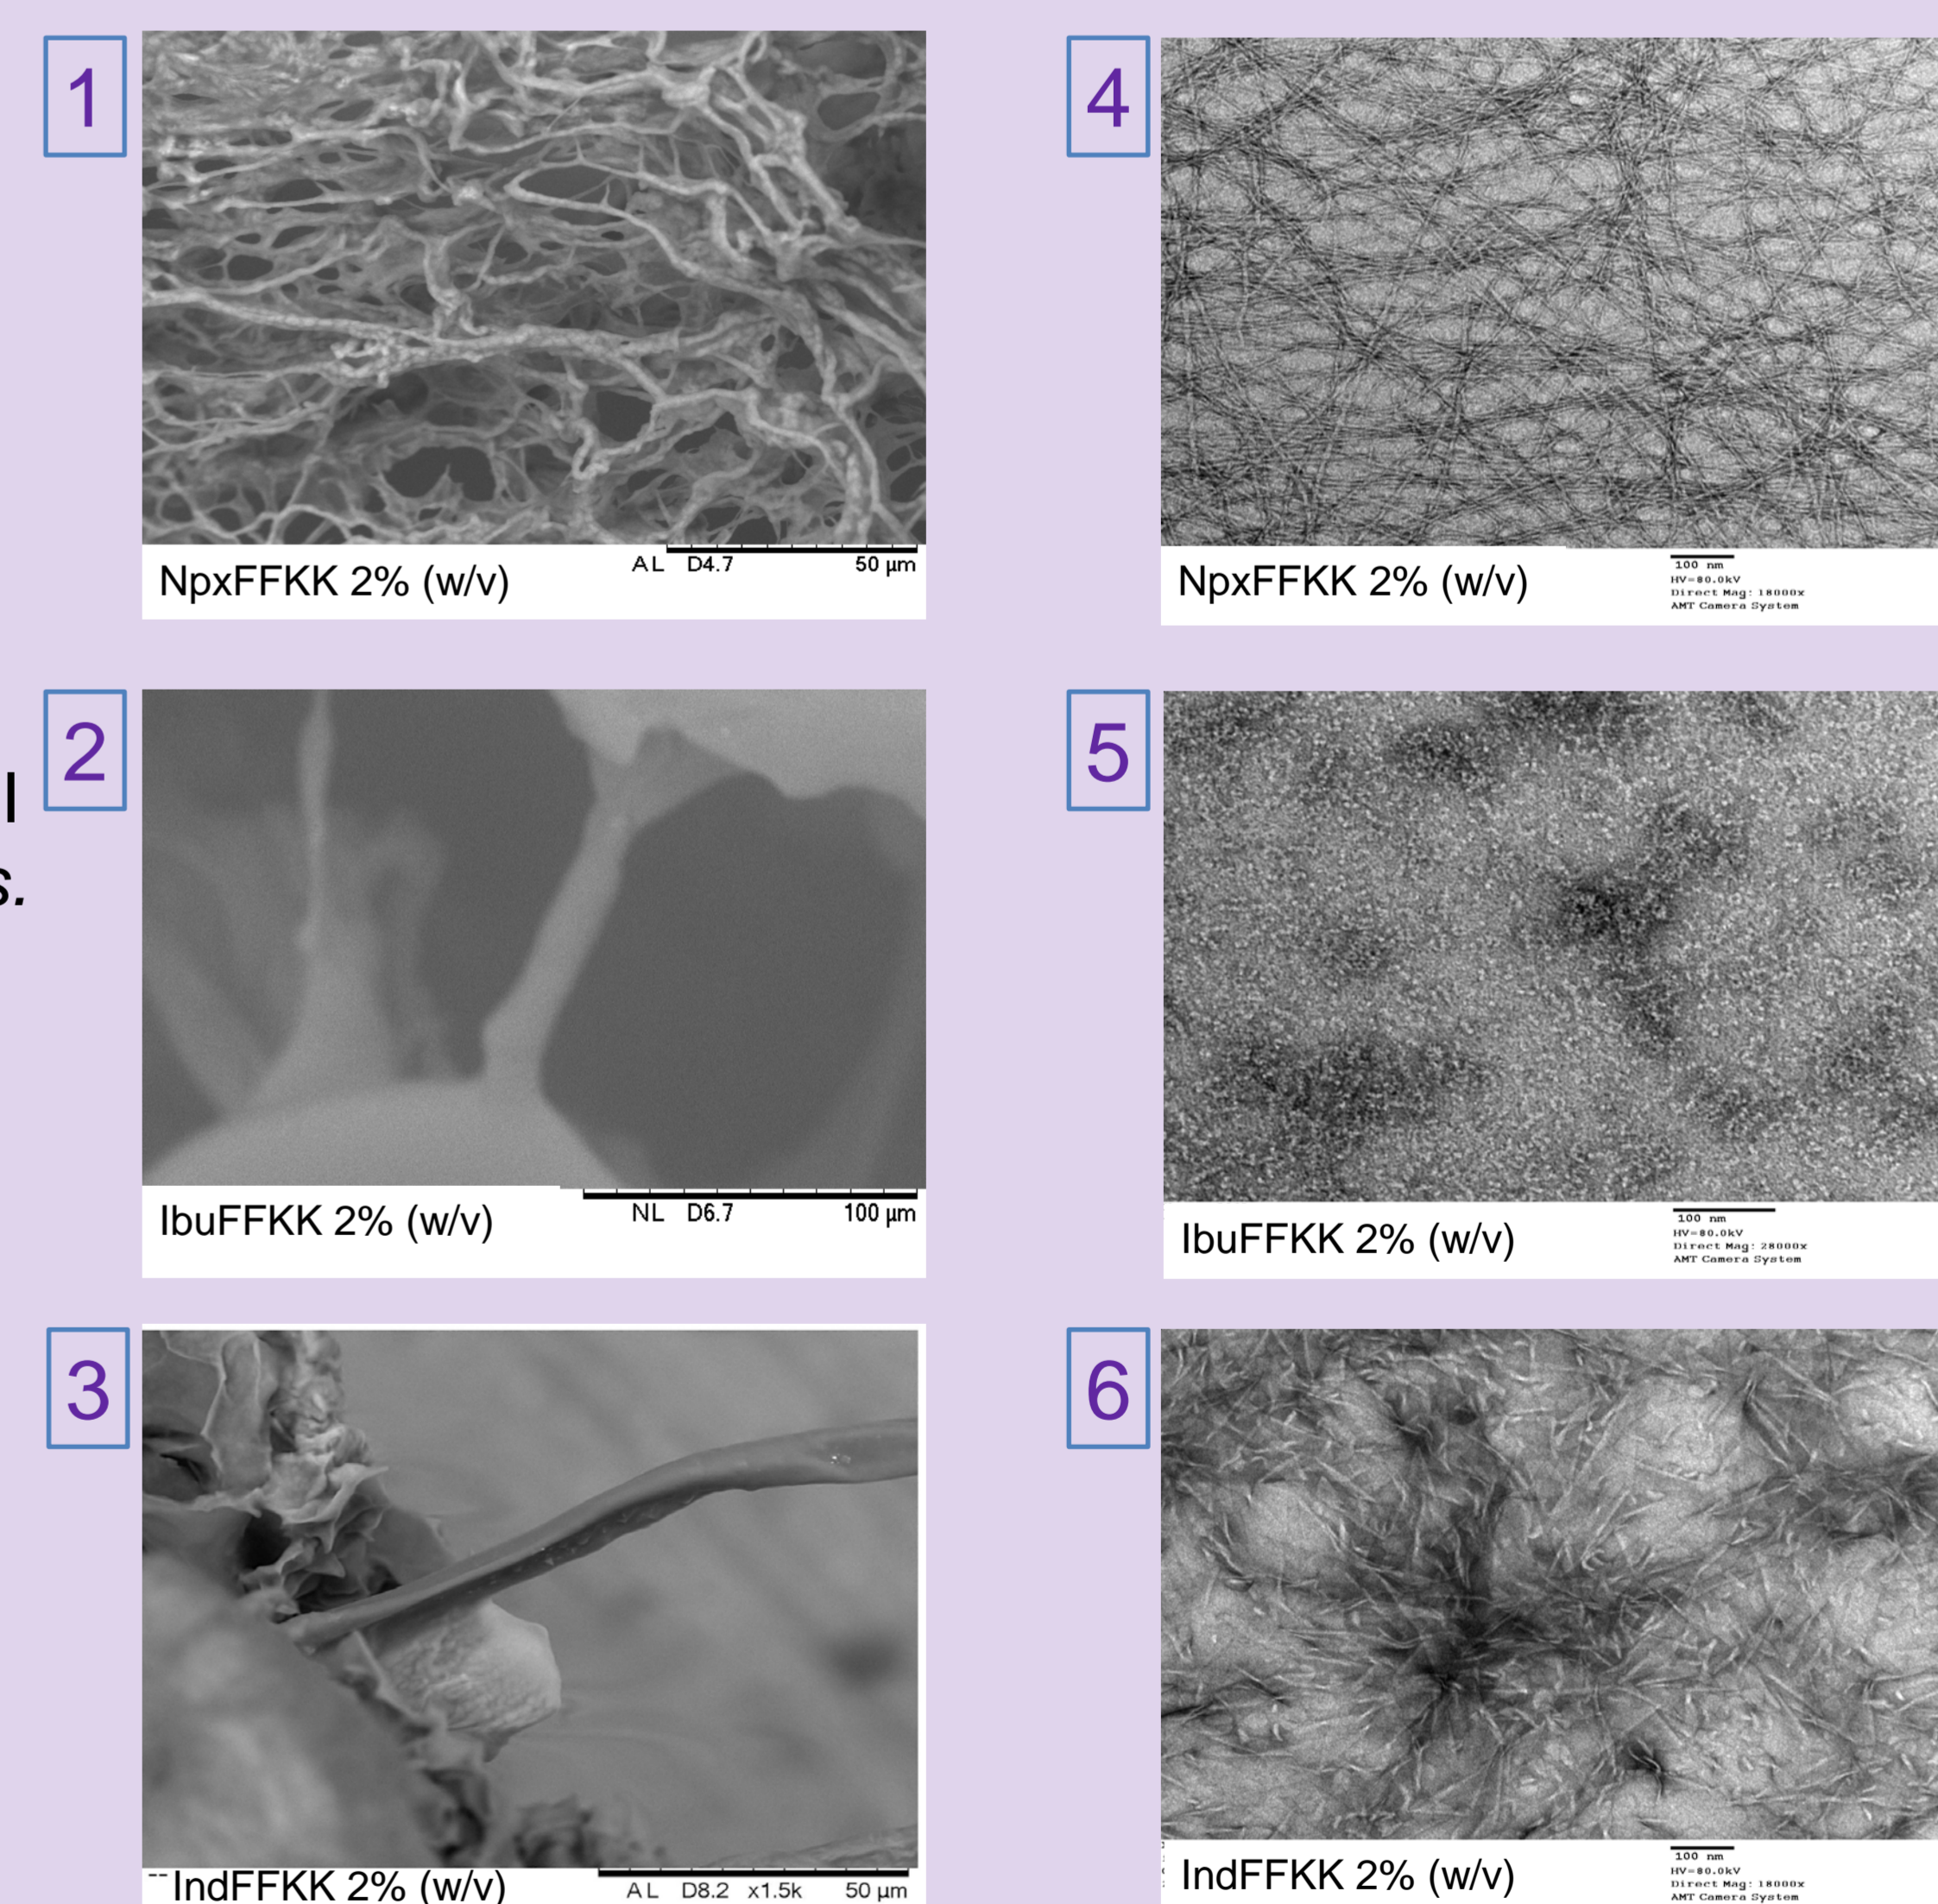 1
AL D4.7 50 µm
NpxFFKK 2% (w/v)
4
NpxFFKK 2% (w/v)
100 nm
HV=80.0kV
Direct Mag: 18000x
AMT Camera System
l
s.
2
NL D6.7 100 µm
IbuFFKK 2% (w/v)
5
IbuFFKK 2% (w/v)
100 nm
HV=80.0kV
Direct Mag: 28000x
AMT Camera System
3
IndFFKK 2% (w/v)
AL D8.2 x1.5k 50 µm
6
IndFFKK 2% (w/v)
100 nm
HV=80.0kV
Direct Mag: 18000x
AMT Camera System